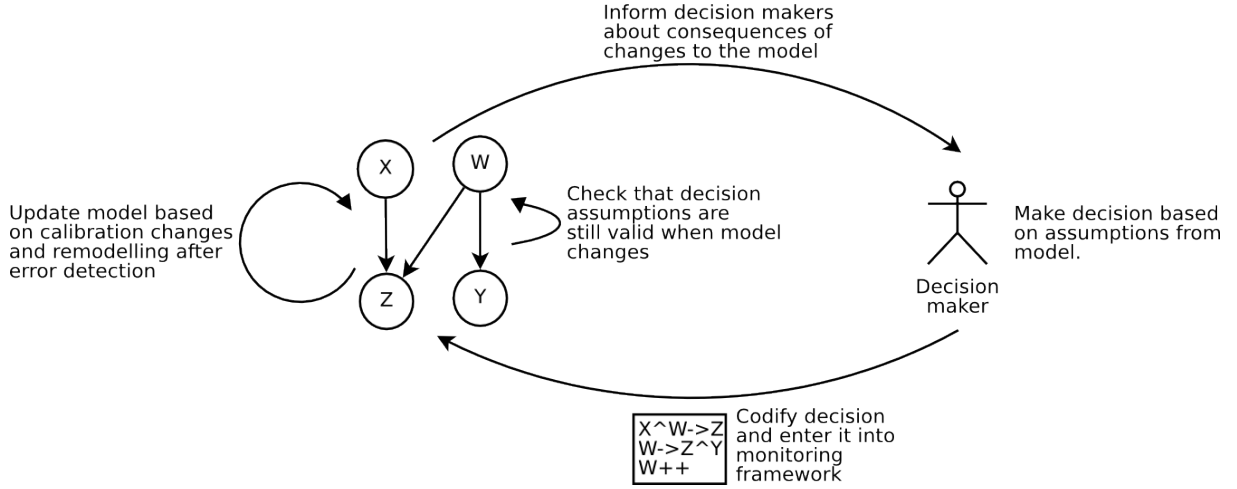 Inform decision makers
about consequences of
changes to the model
X
W
Check that decision
assumptions are
still valid when model
changes
Update model based
on calibration changes
and remodelling after
error detection
Z
Y
Make decision based
on assumptions from
model.
Decision
maker
X^W->Z
W->Z^Y
W++
Codify decision
and enter it into
monitoring
framework